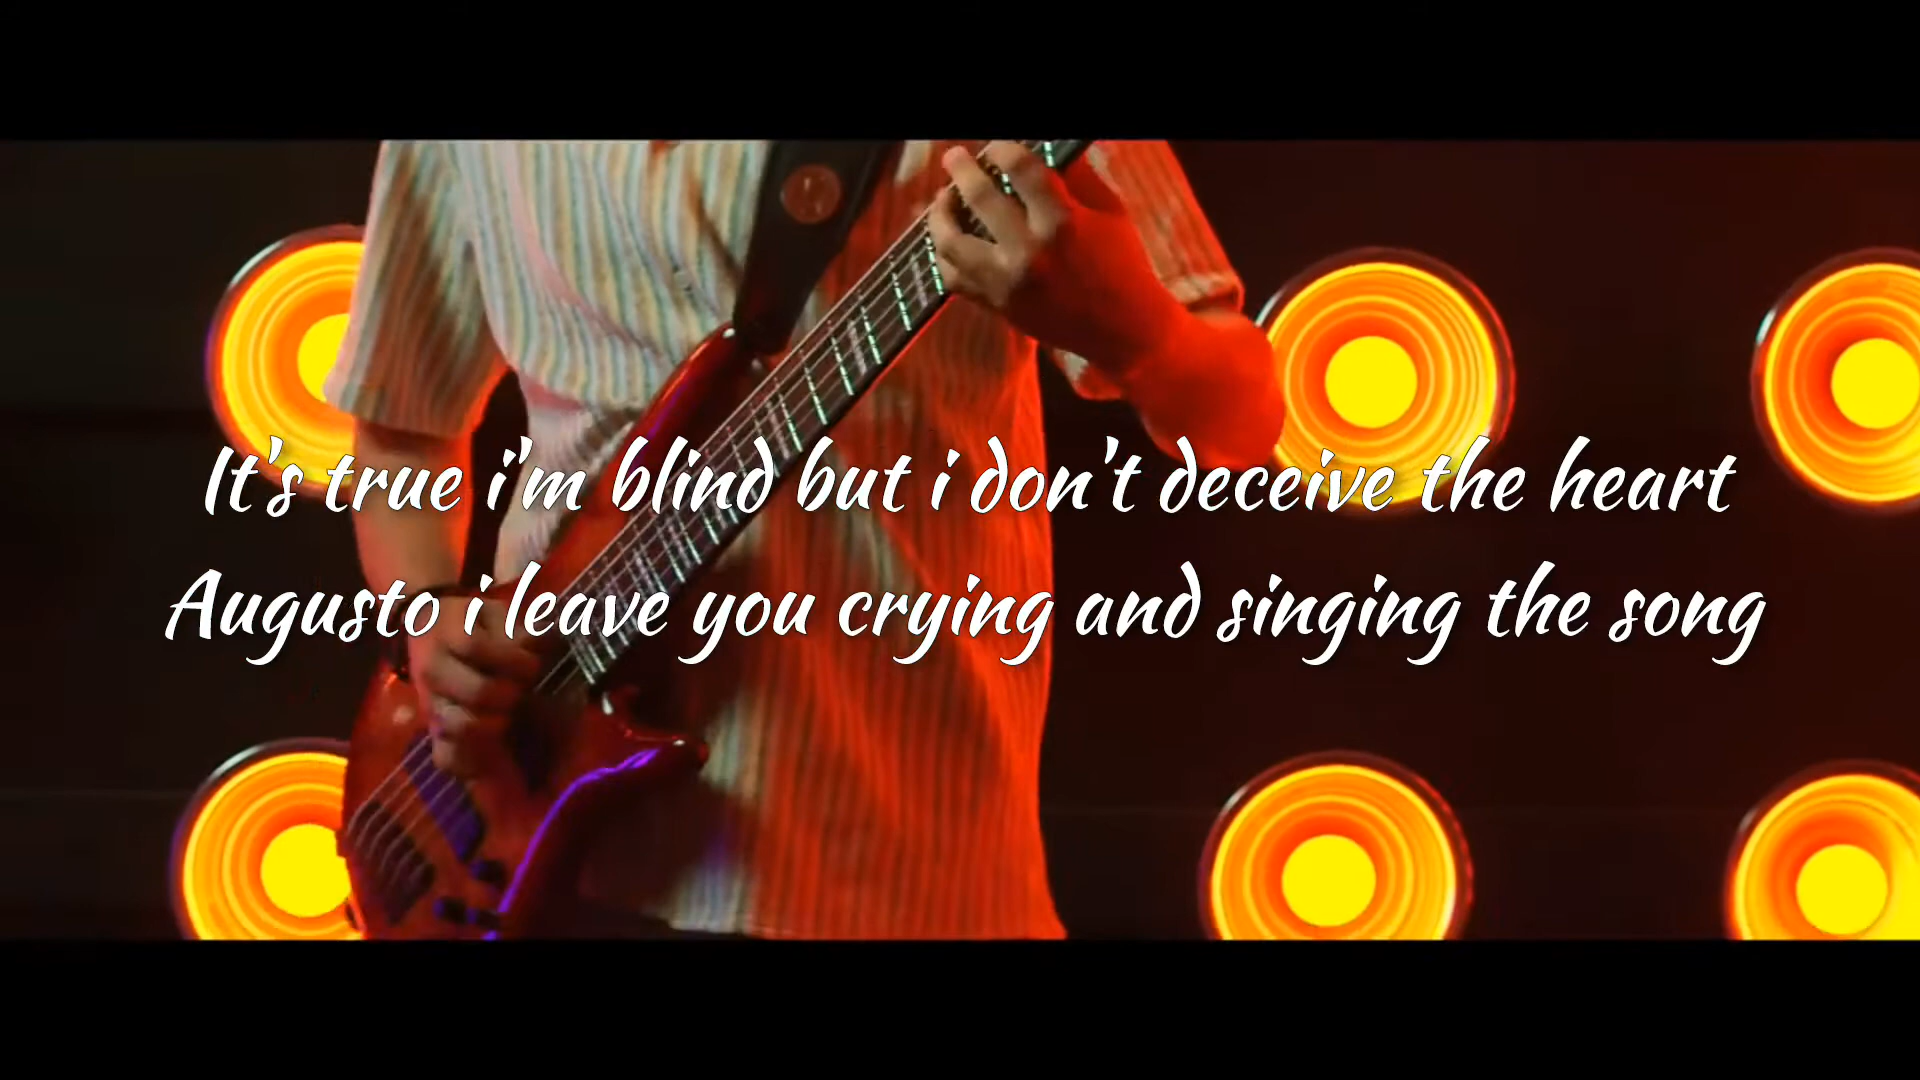 It's true i'm blind but i don't deceive the heart
Augusto i leave you crying and singing the song